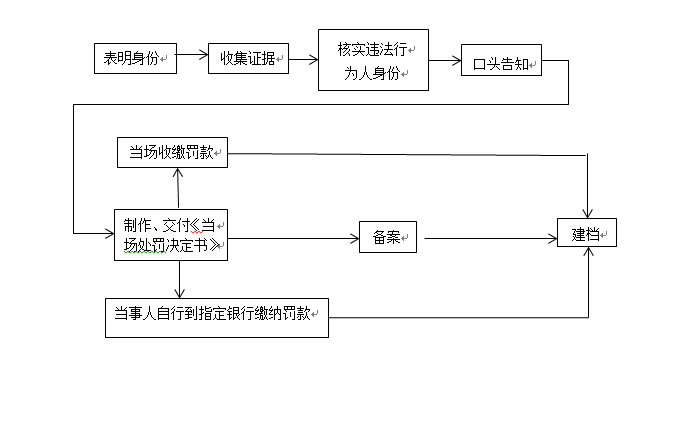 表明身份
收集证据
核实违法行
为人身份
口头告知
当场收缴罚款
制作、交付《当
场处罚决定书》
备案
建档
当事人自行到指定银行缴纳罚款